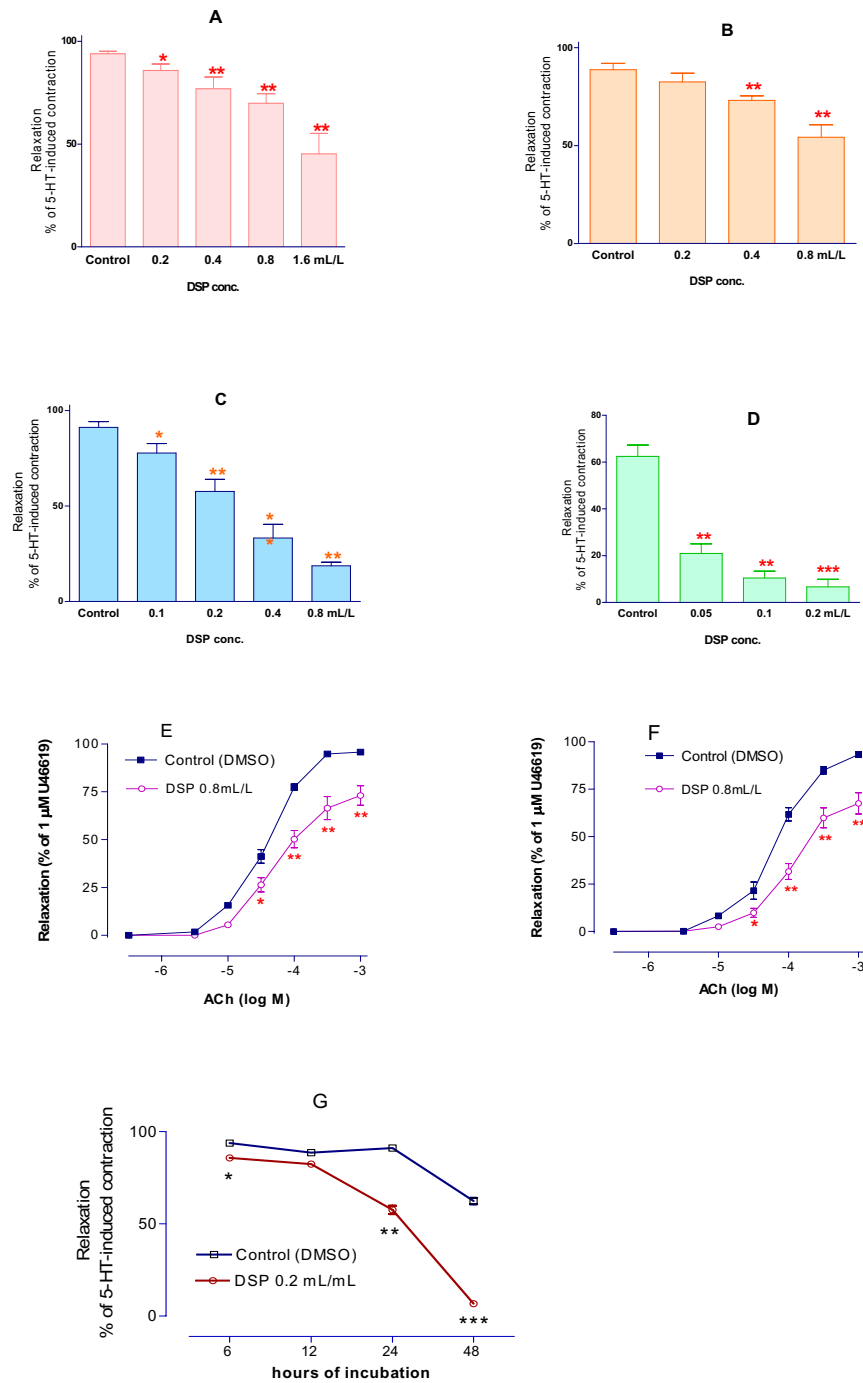 A
Relaxation
% of 5-HT-induced contraction
100
50
0
*
**
**
**
Control 0.2 0.4 0.8 1.6 mL/L
DSP conc.
B
Relaxation
% of 5-HT-induced contraction
100
50
0
**
**
Control 0.2 0.4 0.8 mL/L
DSP conc.
C
Relaxation
% of 5-HT-induced contraction
100
50
0
*
**
*
*
**
Control 0.1 0.2 0.4 0.8 mL/L
DSP conc.
D
Relaxation
% of 5-HT-induced contraction
80
60
40
20
0
**
**
***
Control 0.05 0.1 0.2 mL/L
DSP conc.
E
Relaxation (% of 1 µM U46619)
100
75
50
25
0
Control (DMSO)
DSP 0.8mL/L
*
**
**
**
-6 -5 -4 -3
ACh (log M)
F
Relaxation (% of 1 µM U46619)
100
75
50
25
0
Control (DMSO)
DSP 0.8mL/L
*
**
**
**
-6 -5 -4 -3
ACh (log M)
G
Relaxation
% of 5-HT-induced contraction
100
50
0
*
**
***
Control (DMSO)
DSP 0.2 mL/mL
6 12 24 48
hours of incubation